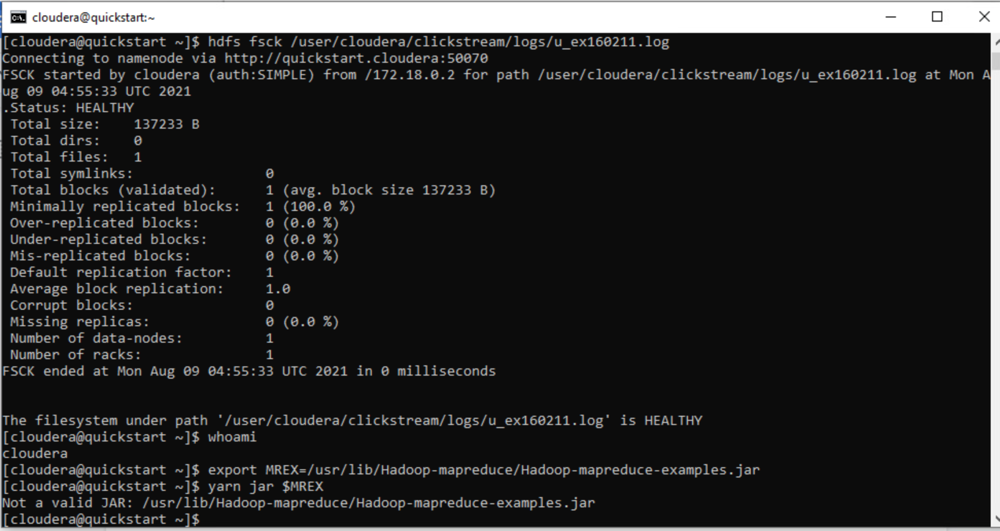 cloudera@quickstart:~
[cloudera@quickstart ~]$ hdfs fsck /user/cloudera/clickstream/logs/u_ex160211.log
Connecting to namenode via http://quickstart.cloudera:50070
FSCK started by cloudera (auth:SIMPLE) from /172.18.0.2 for path /user/cloudera/clickstream/logs/u_ex160211.log at Mon A
ug 09 04:55:33 UTC 2021
.Status: HEALTHY
 Total size:    137233 B
 Total dirs:    0
 Total files:   1
 Total symlinks:                0
 Total blocks (validated):      1 (avg. block size 137233 B)
 Minimally replicated blocks:   1 (100.0 %)
 Over-replicated blocks:        0 (0.0 %)
 Under-replicated blocks:       0 (0.0 %)
 Mis-replicated blocks:         0 (0.0 %)
 Default replication factor:    1
 Average block replication:     1.0
 Corrupt blocks:                0
 Missing replicas:              0 (0.0 %)
 Number of data-nodes:          1
 Number of racks:               1
FSCK ended at Mon Aug 09 04:55:33 UTC 2021 in 0 milliseconds
The filesystem under path '/user/cloudera/clickstream/logs/u_ex160211.log' is HEALTHY
[cloudera@quickstart ~]$ whoami
cloudera
[cloudera@quickstart ~]$ export MREX=/usr/lib/Hadoop-mapreduce/Hadoop-mapreduce-examples.jar
[cloudera@quickstart ~]$ yarn jar $MREX
Not a valid JAR: /usr/lib/Hadoop-mapreduce/Hadoop-mapreduce-examples.jar
[cloudera@quickstart ~]$